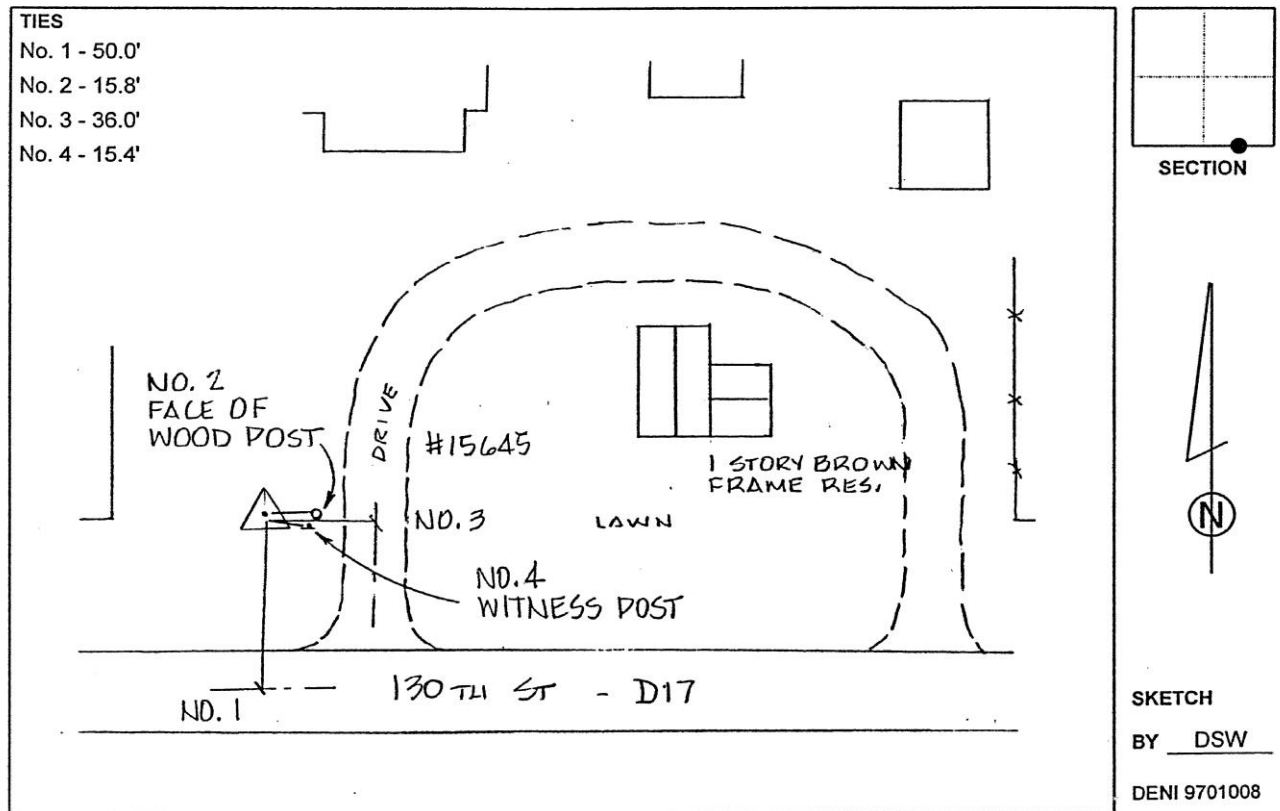 TIES
No. 1 - 50.0'
No. 2 - 15.8'
No. 3 - 36.0'
No. 4 - 15.4'
SECTION
NO. 2
FACE OF
WOOD POST
DRIVE
#15645
1 STORY BROWN
FRAME RES.
NO. 3
LAWN
NO. 4
WITNESS POST
N
NO. 1
130TH ST - D17
SKETCH
BY DSW
DENI 9701008